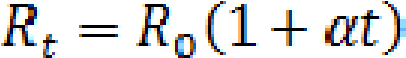 Rₜ = R₀(1 + αt)